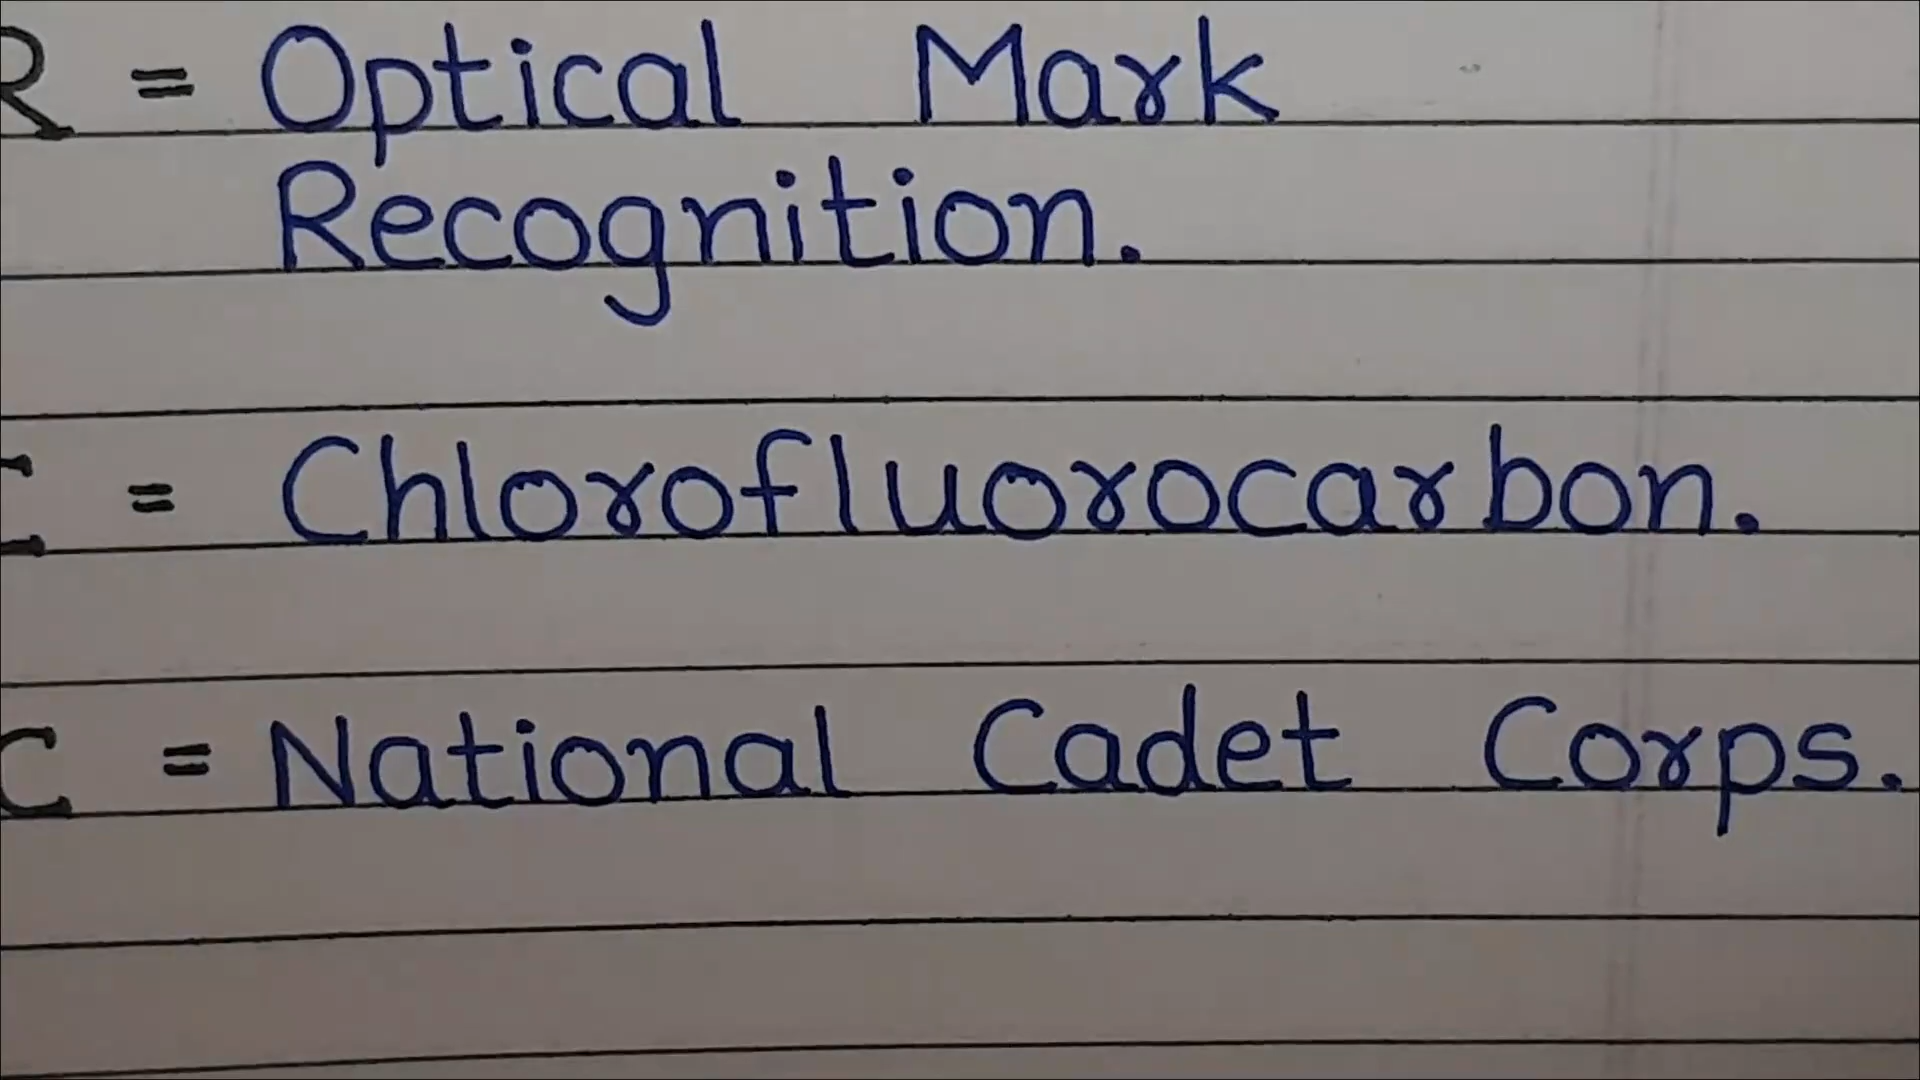 R = Optical Mark
Recognition.
C = Chlorofluorocarbon.
C = National Cadet Corps.